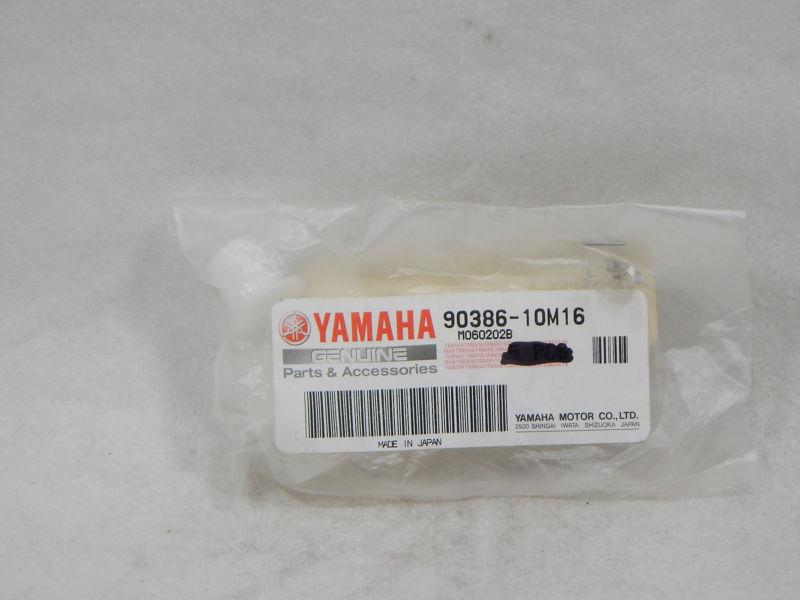 YAMAHA 90386-10M16
M060202B
GENUINE
Parts & Accessories
PCS
YAMAHA MOTOR CO.,LTD.
2500 SHINGAI IWATA SHIZUOKA JAPAN
MADE IN JAPAN